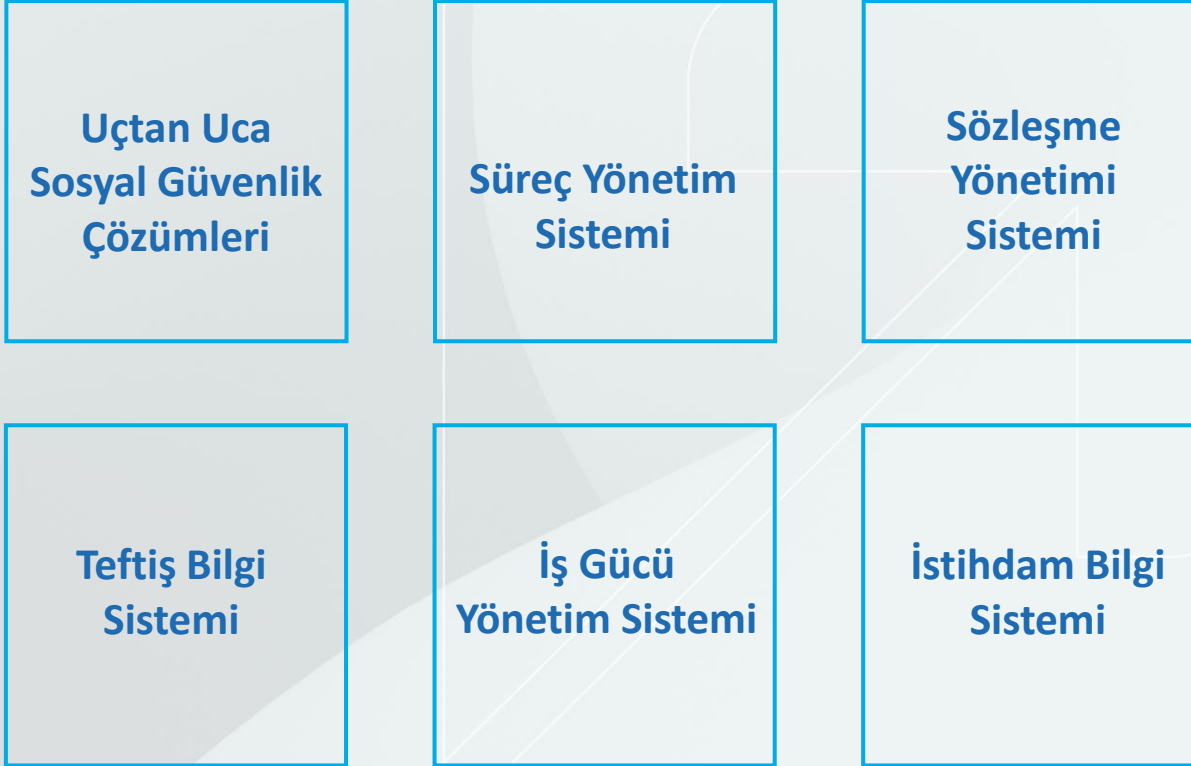 Uçtan Uca
Sosyal Güvenlik
Çözümleri
Süreç Yönetim
Sistemi
Sözleşme
Yönetimi
Sistemi
Teftiş Bilgi
Sistemi
İş Gücü
Yönetim Sistemi
İstihdam Bilgi
Sistemi